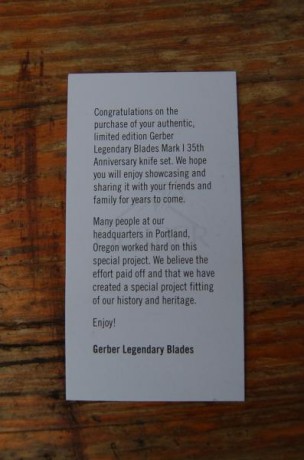 Congratulations on the
purchase of your authentic,
limited edition Gerber
Legendary Blades Mark I 35th
Anniversary knife set. We hope
you will enjoy showcasing and
sharing it with your friends and
family for years to come.
Many people at our
headquarters in Portland,
Oregon worked hard on this
special project. We believe the
effort paid off and that we have
created a special project fitting
of our history and heritage.
Enjoy!
Gerber Legendary Blades